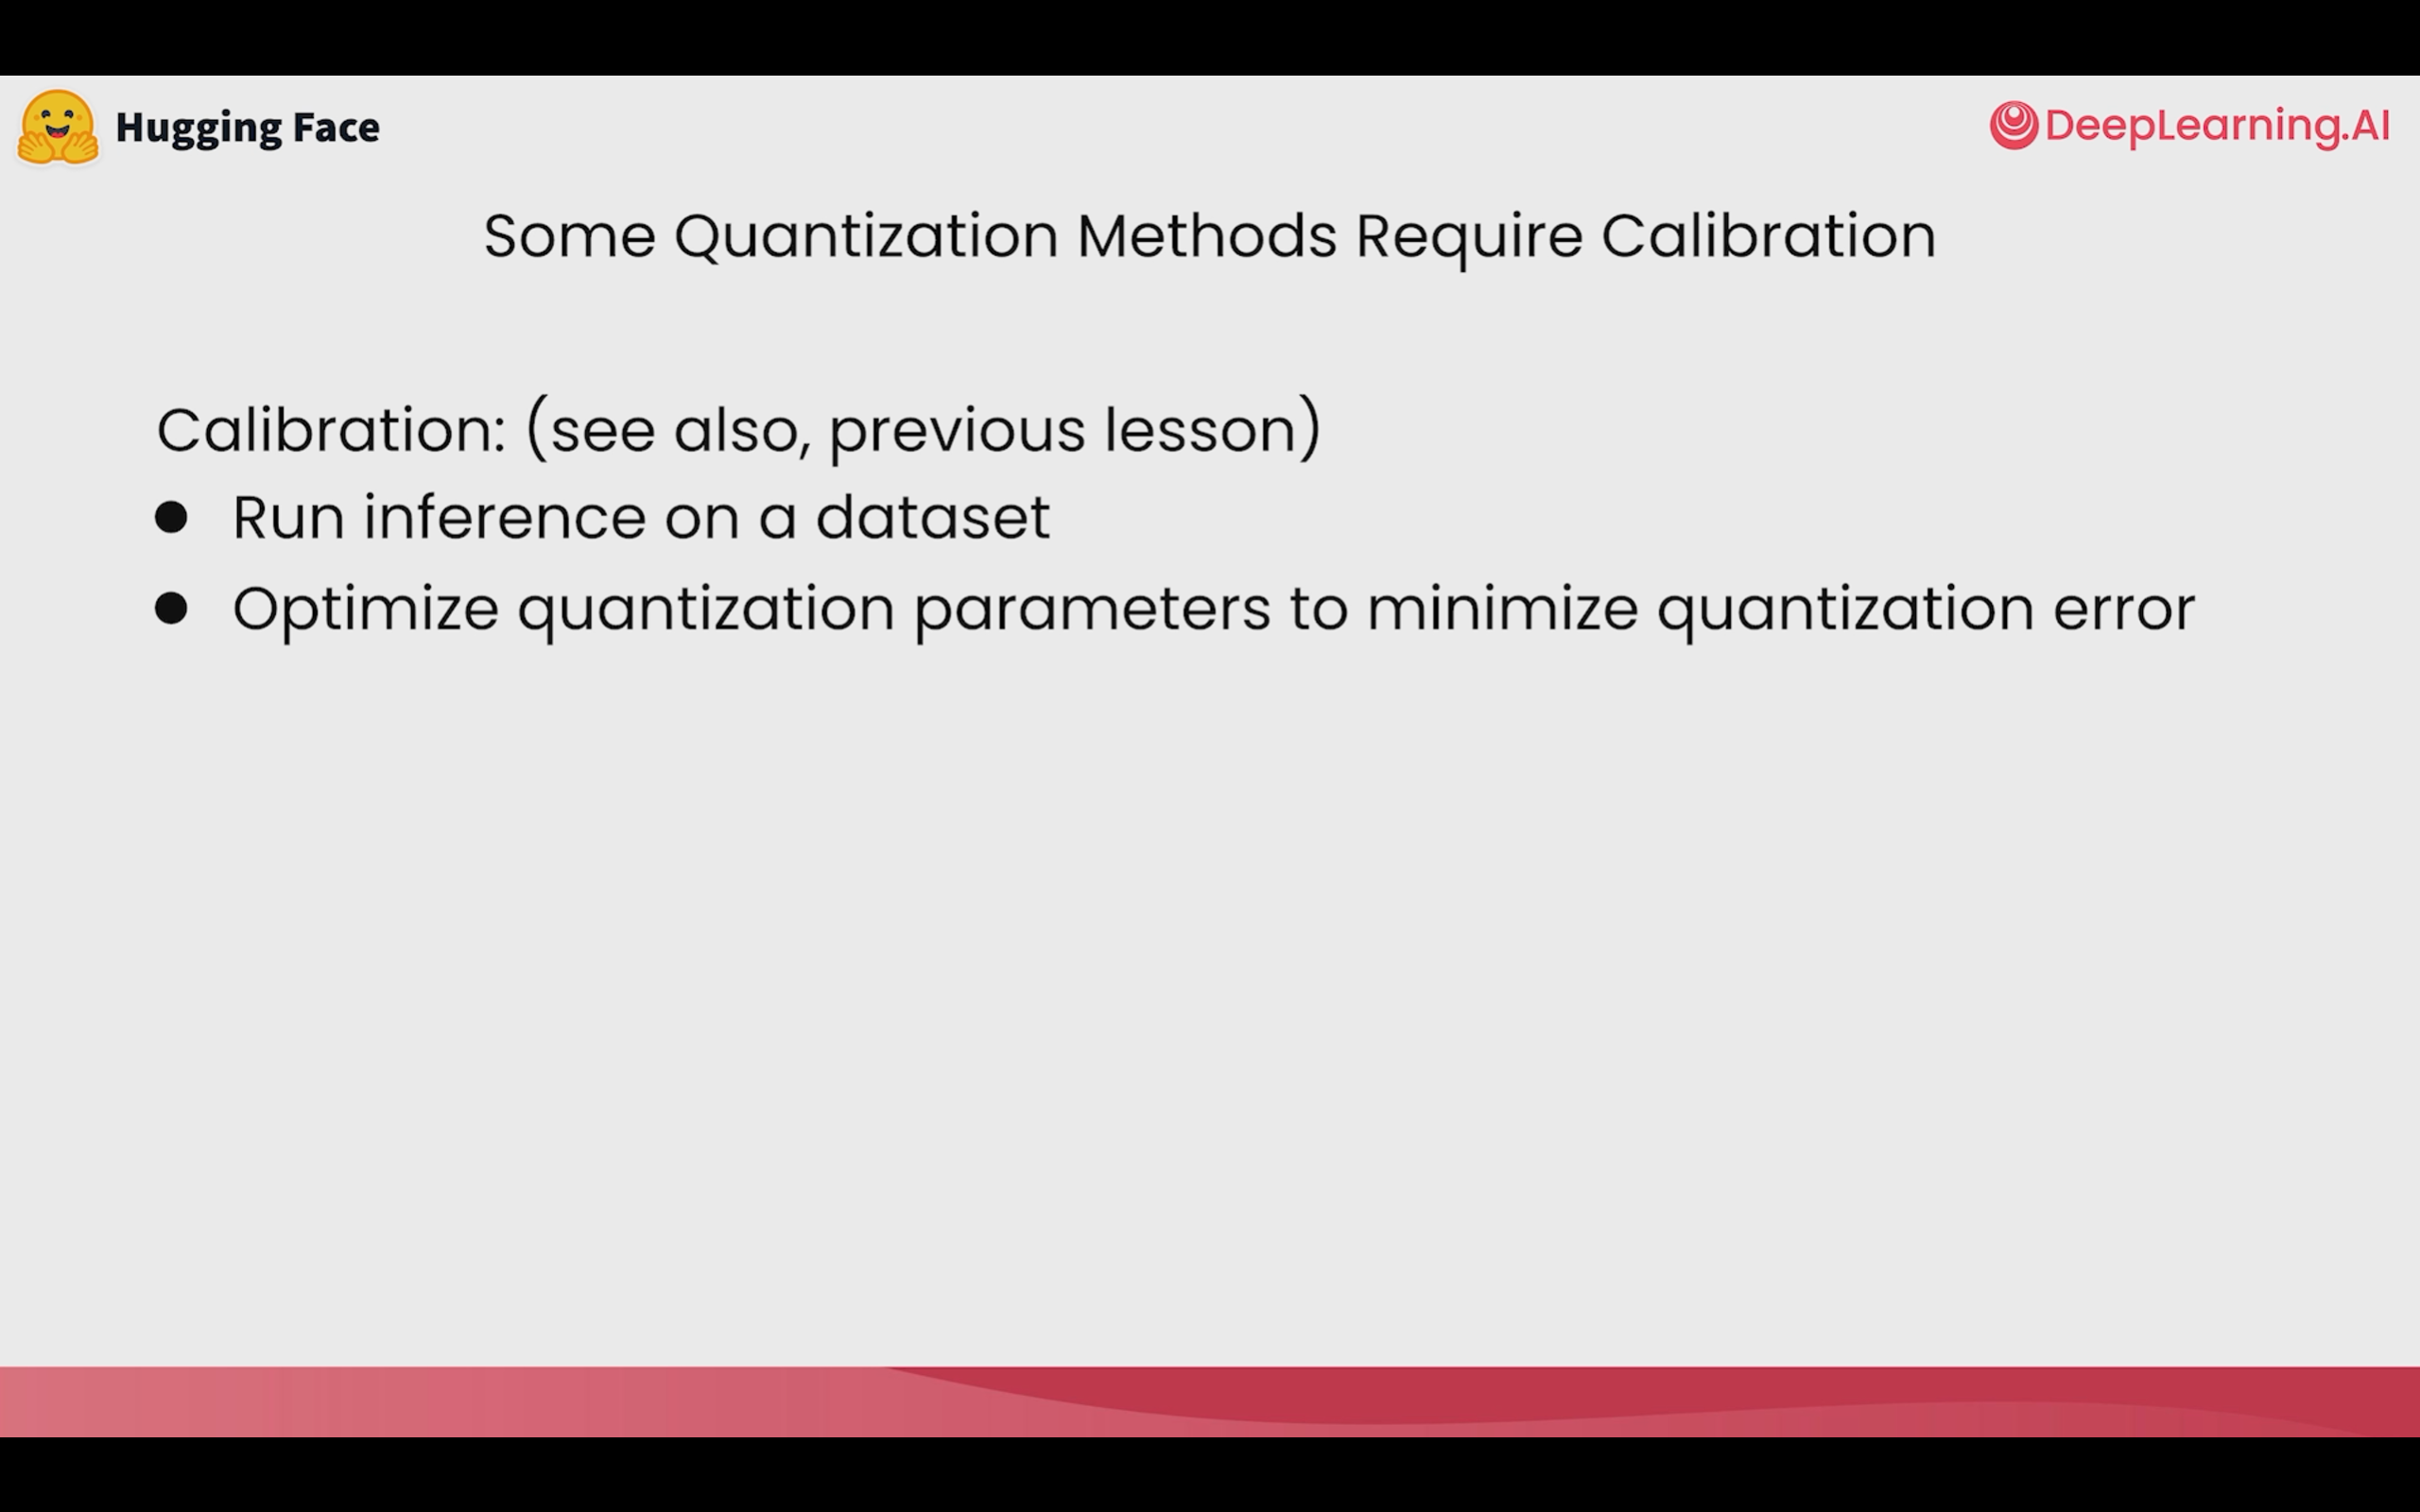 Hugging Face
DeepLearning.AI
Some Quantization Methods Require Calibration
Calibration: (see also, previous lesson)
● Run inference on a dataset
● Optimize quantization parameters to minimize quantization error